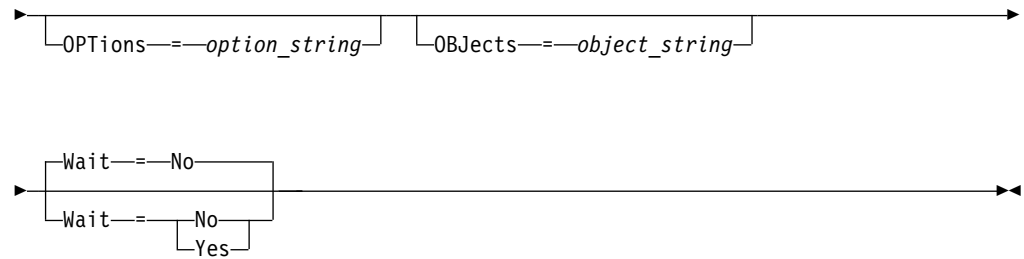 OPTions = option_string OBJects = object_string
Wait = No
Wait = No
Yes